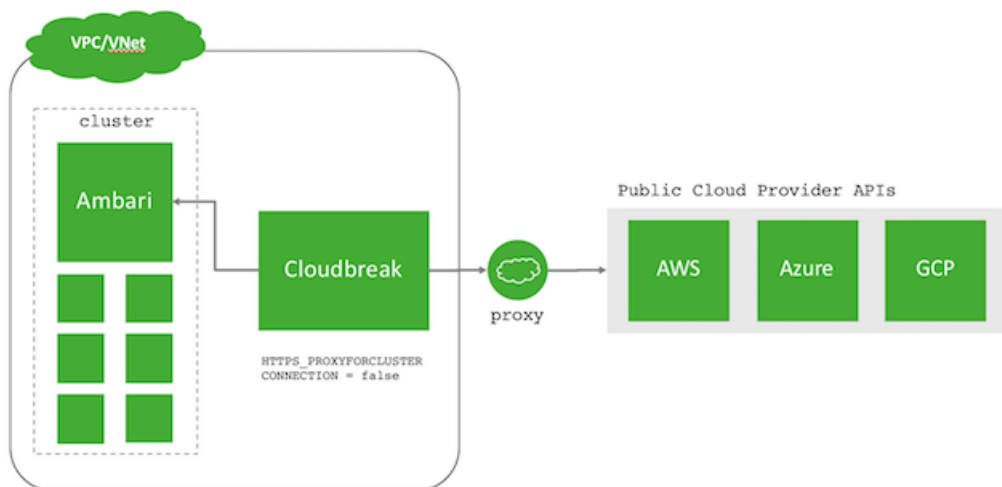 VPC/VNet
cluster
Ambari
Cloudbreak
HTTPS_PROXYFORCLUSTER
CONNECTION = false
proxy
Public Cloud Provider APIs
AWS
Azure
GCP